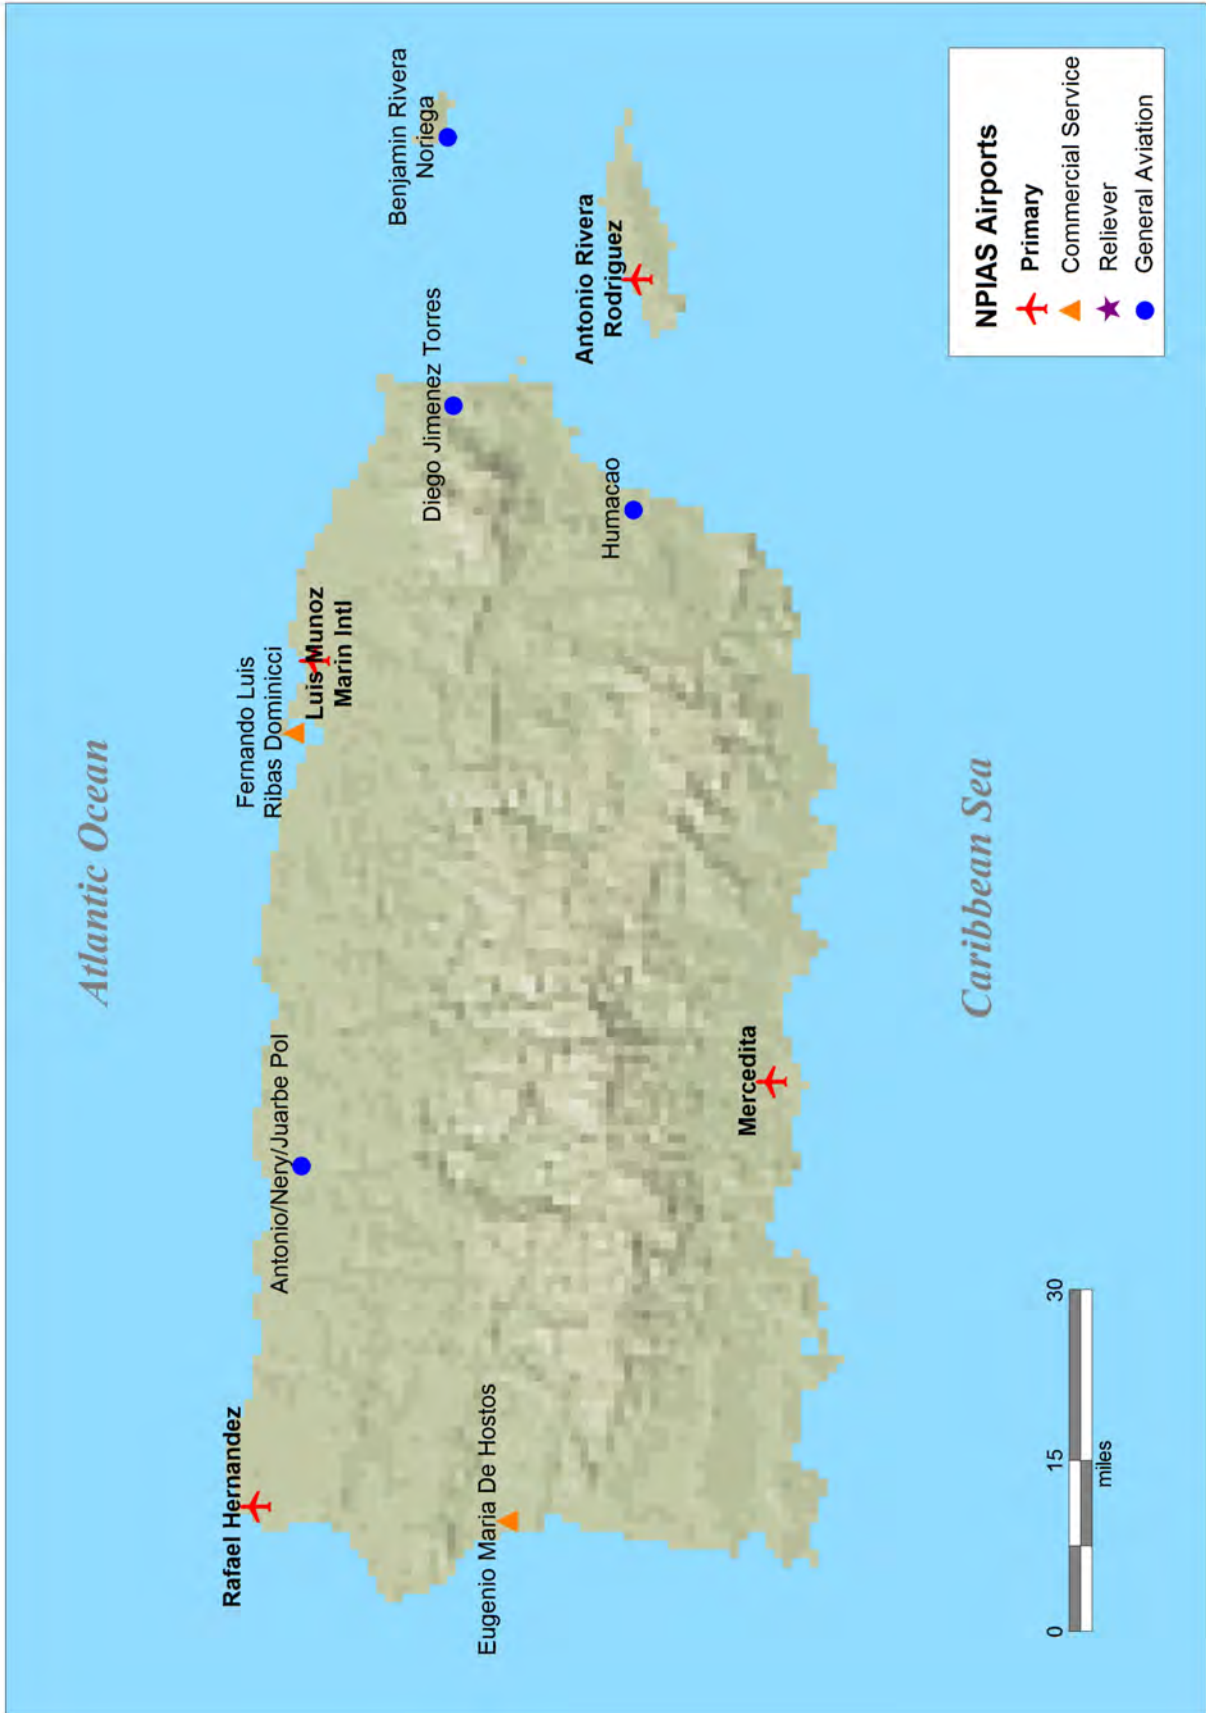 Atlantic Ocean
Rafael Hernandez
Antonio/Nery/Juarbe Pol
Fernando Luis
Ribas Dominicci
Luis Munoz
Marin Intl
Benjamin Rivera
Noriega
Diego Jimenez Torres
Eugenio Maria De Hostos
Antonio Rivera
Rodriguez
Humacao
Mercedita
Caribbean Sea
NPIAS Airports
Primary
Commercial Service
Reliever
General Aviation
0
15
30
miles